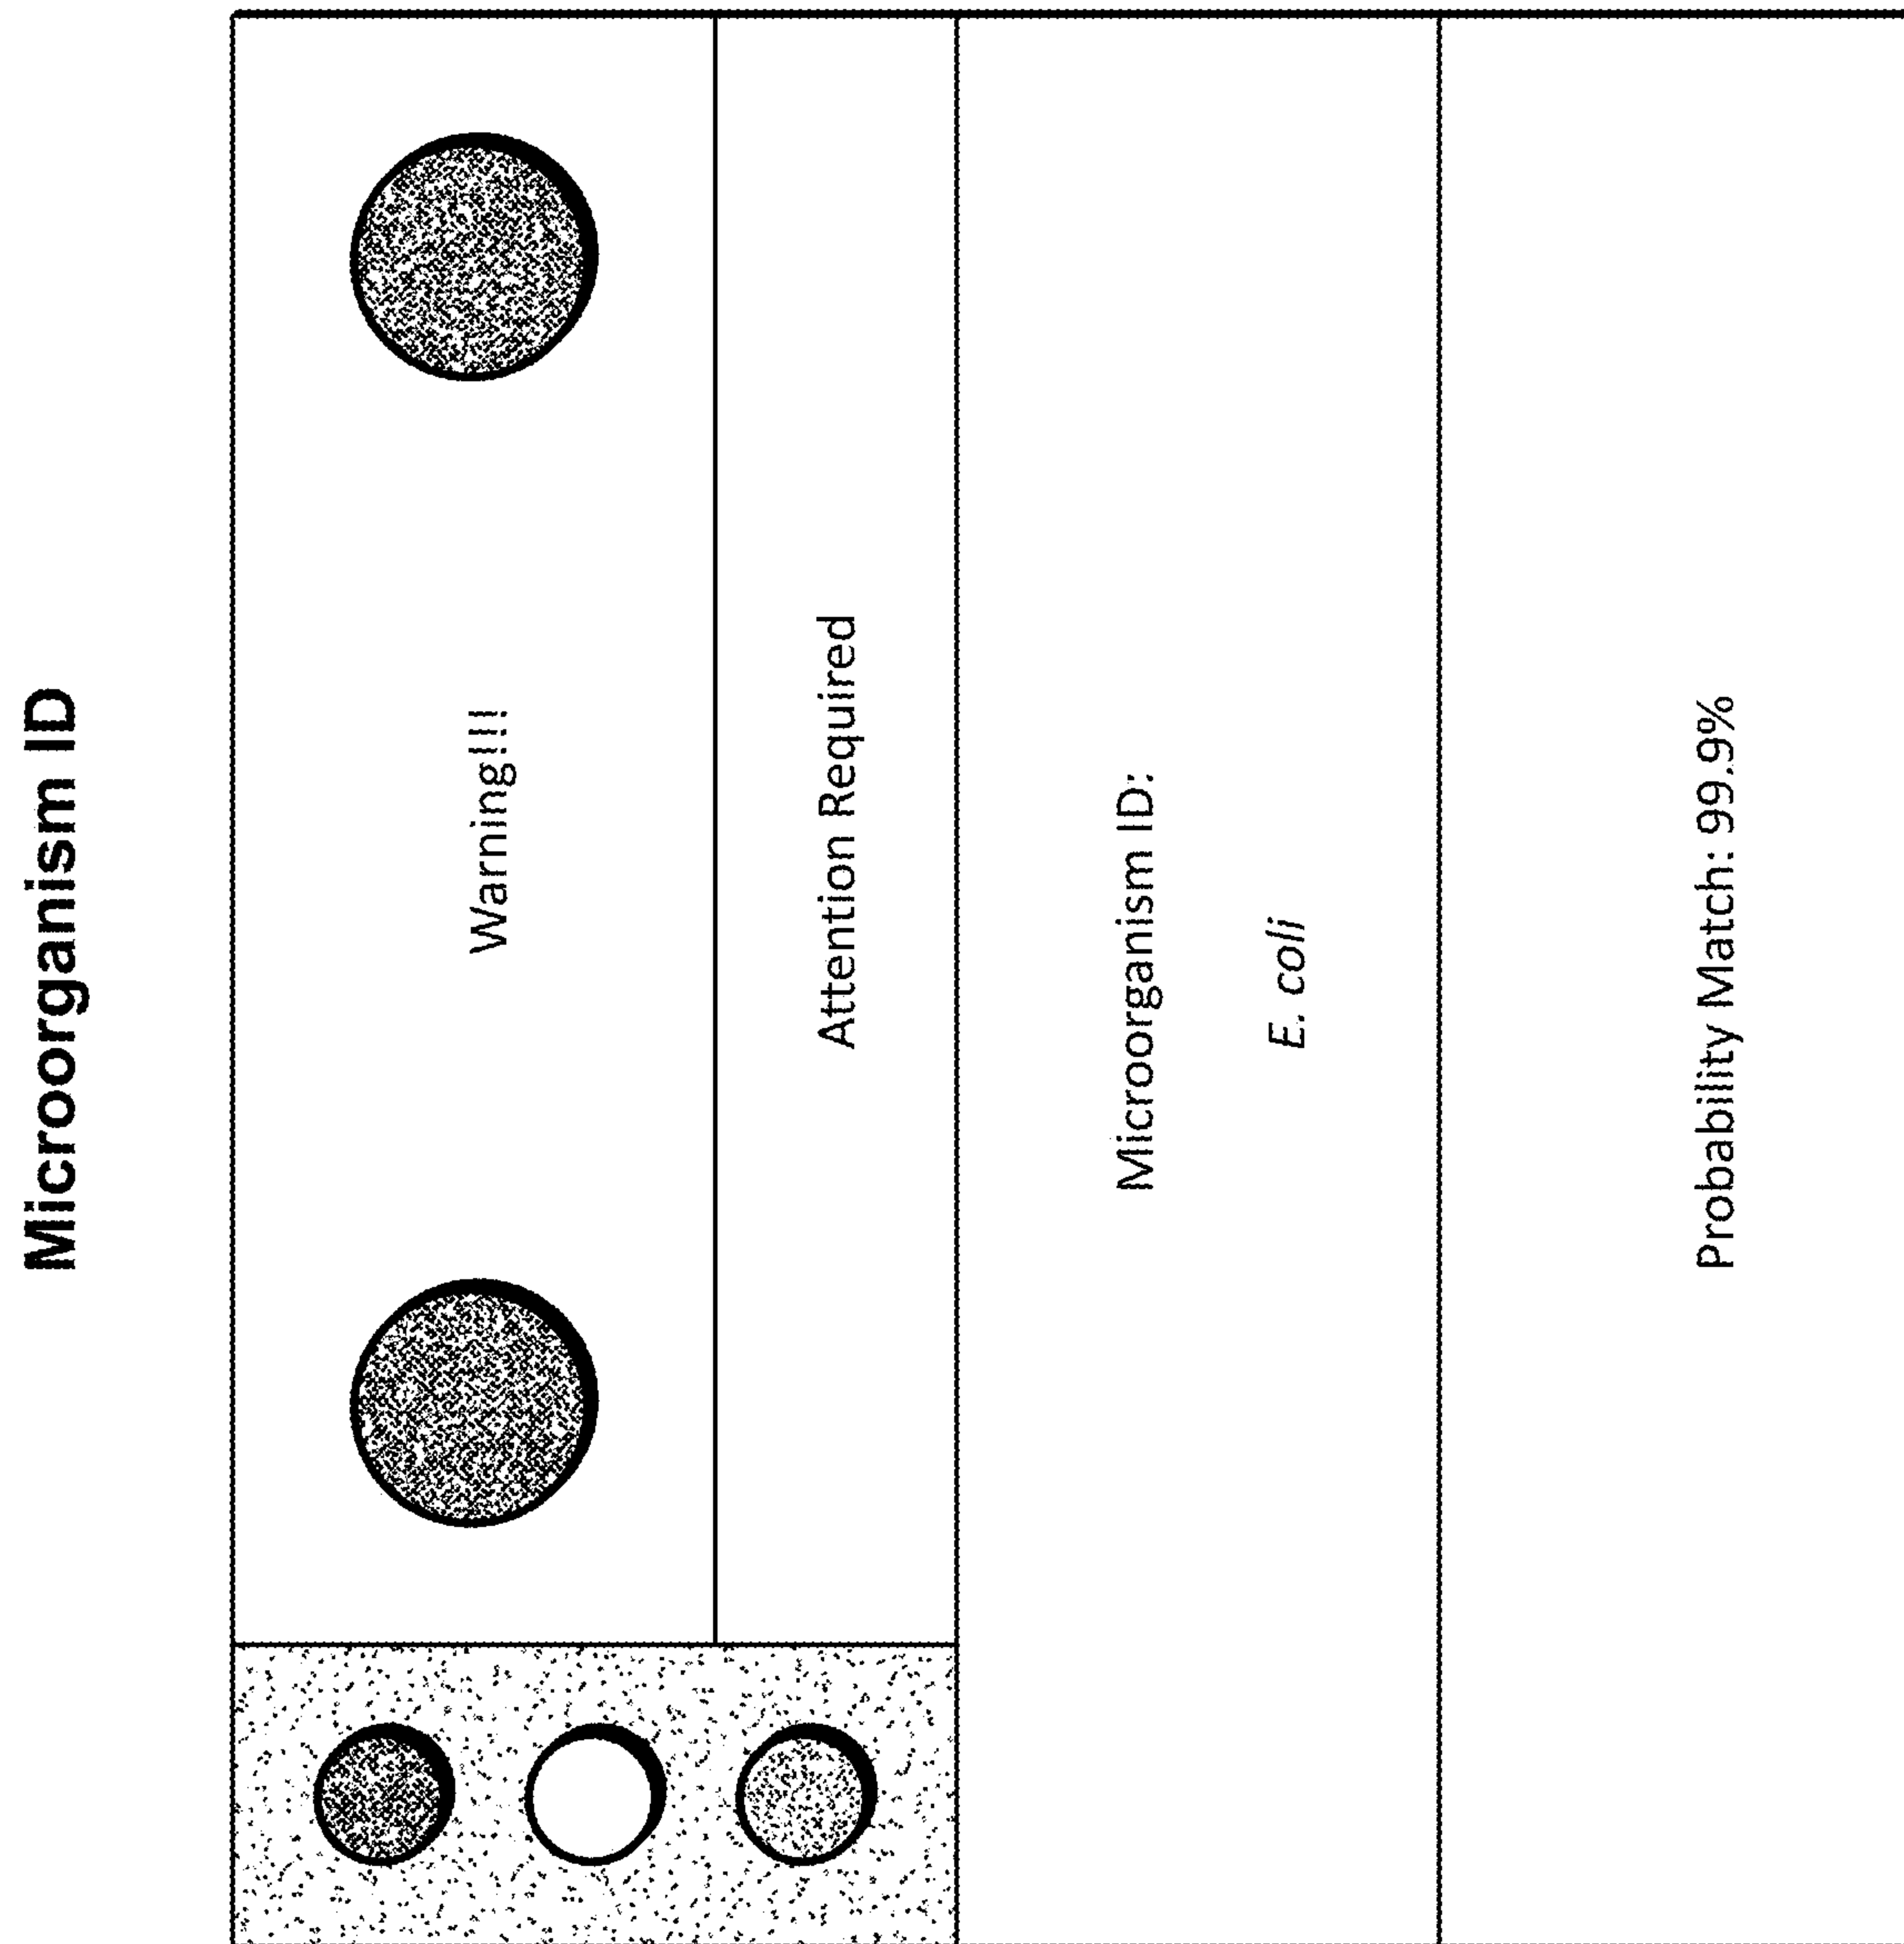 Microorganism ID
Warning!!!
Attention Required
Microorganism ID:
E. coli
Probability Match: 99.9%